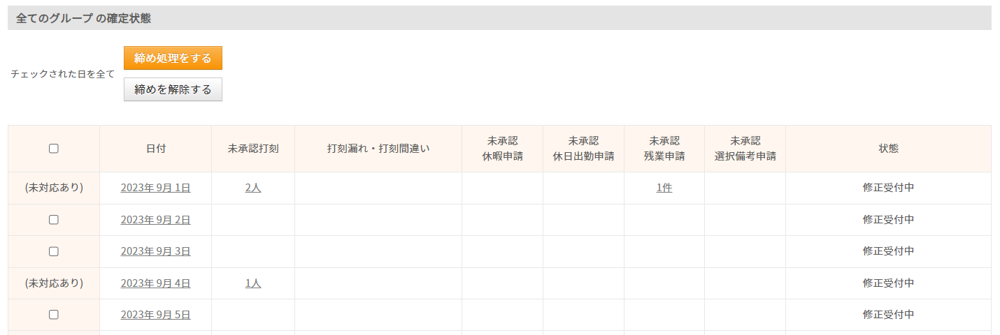 全てのグループ の確定状態
チェックされた日を全て
締め処理をする
締めを解除する
日付 未承認打刻 打刻漏れ・打刻間違い 未承認 休暇申請 未承認 休日出勤申請 未承認 残業申請 未承認 選択備考申請 状態
(未対応あり) 2023年 9月 1日 2人 1件 修正受付中
2023年 9月 2日 修正受付中
2023年 9月 3日 修正受付中
(未対応あり) 2023年 9月 4日 1人 修正受付中
2023年 9月 5日 修正受付中